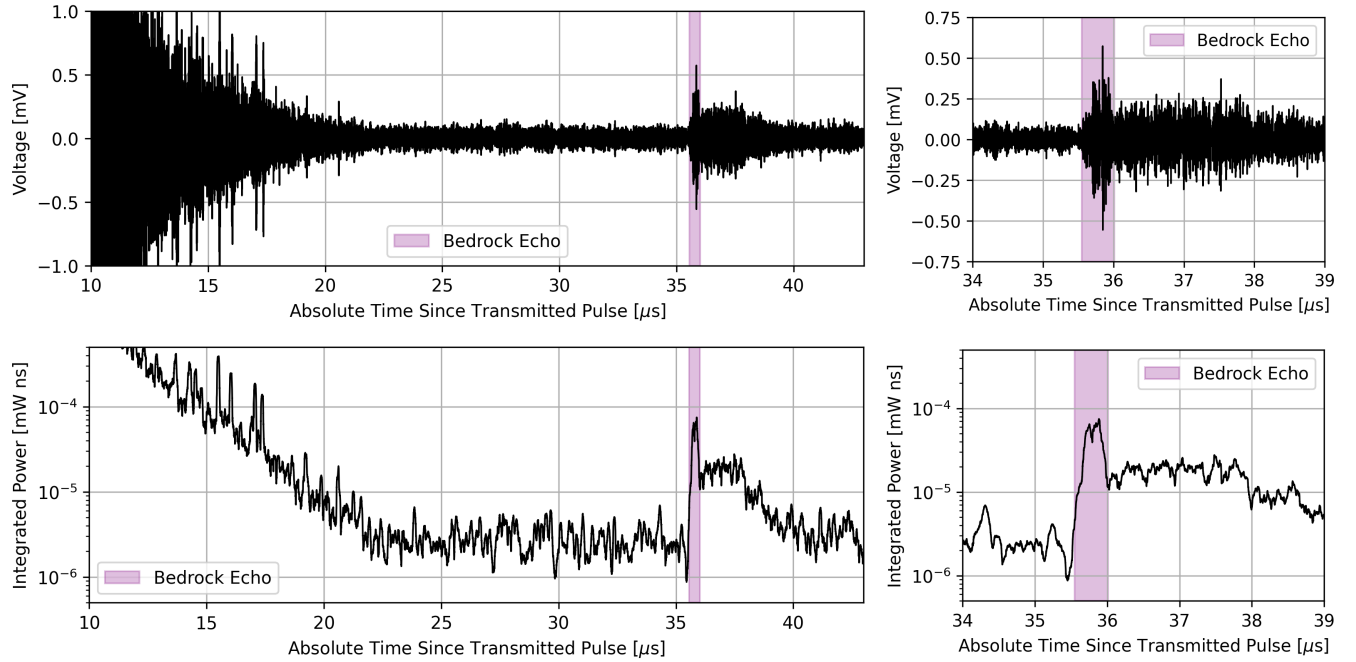 1.0
0.5
0.0
−0.5
−1.0
Voltage [mV]
Bedrock Echo
10 15 20 25 30 35 40
Absolute Time Since Transmitted Pulse [μs]
0.75
0.50
0.25
0.00
−0.25
−0.50
−0.75
Voltage [mV]
Bedrock Echo
34 35 36 37 38 39
Absolute Time Since Transmitted Pulse [μs]
10⁻⁴
10⁻⁵
10⁻⁶
Integrated Power [mW ns]
Bedrock Echo
10 15 20 25 30 35 40
Absolute Time Since Transmitted Pulse [μs]
10⁻⁴
10⁻⁵
10⁻⁶
Integrated Power [mW ns]
Bedrock Echo
34 35 36 37 38 39
Absolute Time Since Transmitted Pulse [μs]